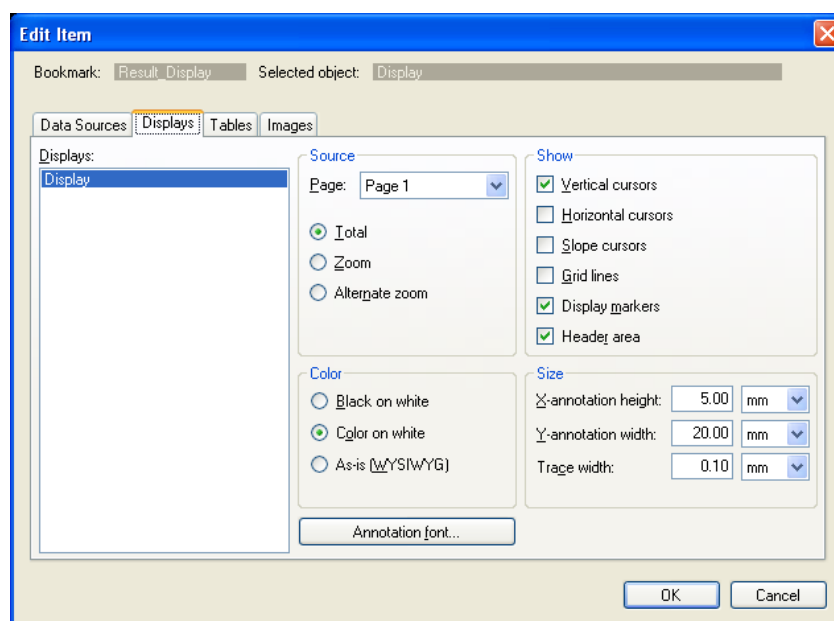 Edit Item
Bookmark: Result_Display Selected object: Display
Data Sources Displays Tables Images
Displays:
Display
Source
Page: Page 1
Total
Zoom
Alternate zoom
Show
Vertical cursors
Horizontal cursors
Slope cursors
Grid lines
Display markers
Header area
Color
Black on white
Color on white
As-is (WYSIWYG)
Size
X-annotation height: 5.00 mm
Y-annotation width: 20.00 mm
Trace width: 0.10 mm
Annotation font...
OK Cancel